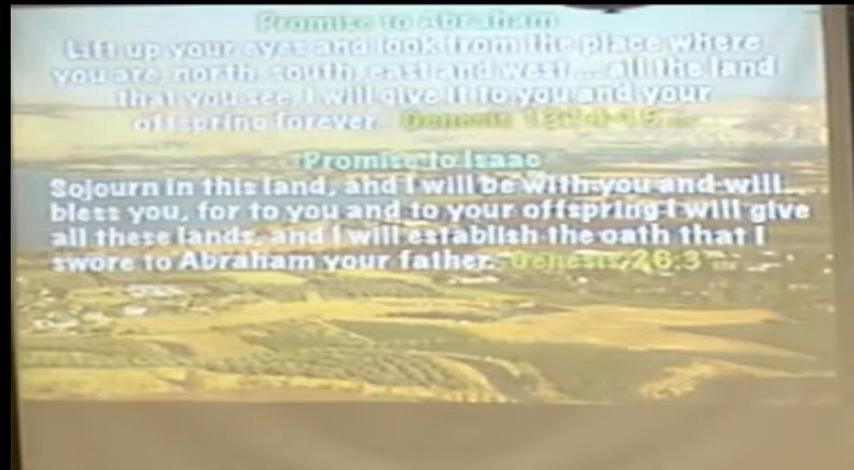 Promise to Abraham
Lift up your eyes and look from the place where
you are, north, south, east and west ... all the land
that you see I will give it to you and your
offspring forever. Genesis
Promise to Isaac
Sojourn in this land, and I will be with you and will
bless you, for to you and to your offspring I will give
all these lands, and I will establish the oath that I
swore to Abraham your father. Genesis 26:3